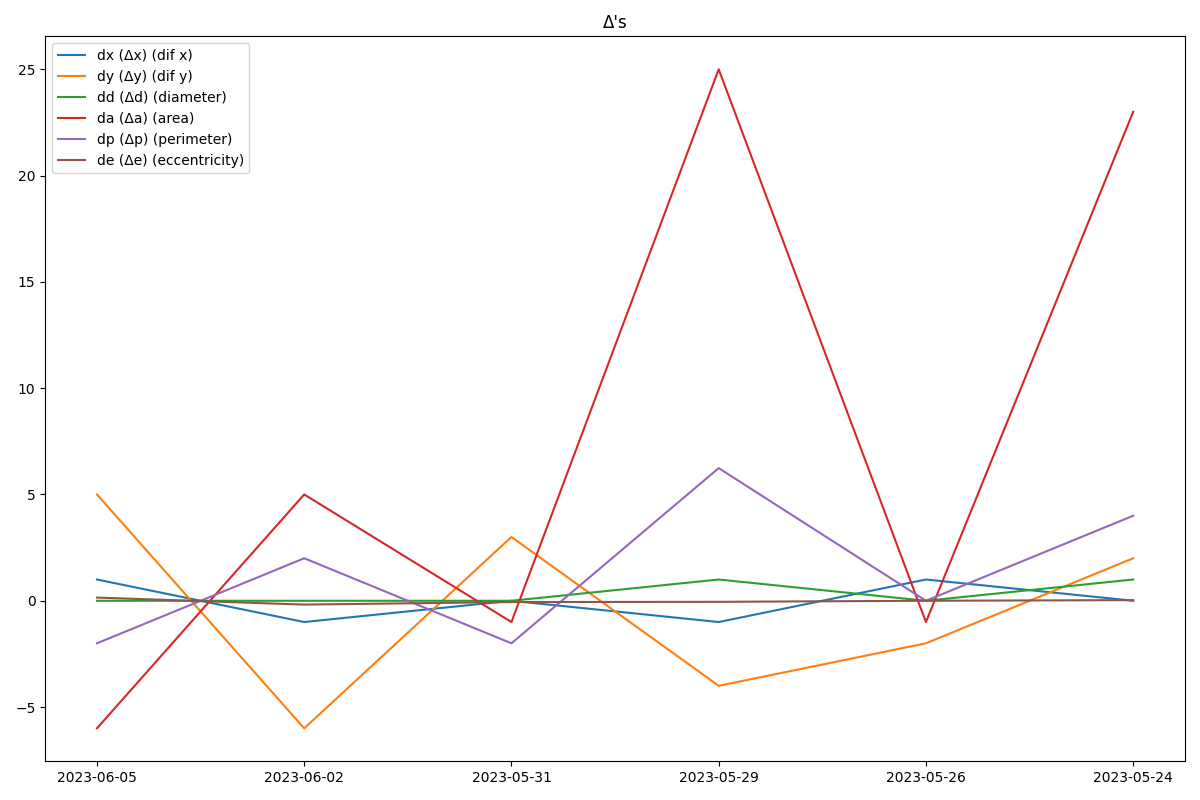 Δ's
dx (Δx) (dif x)
dy (Δy) (dif y)
dd (Δd) (diameter)
da (Δa) (area)
dp (Δp) (perimeter)
de (Δe) (eccentricity)
25
20
15
10
5
0
−5
2023-06-05 2023-06-02 2023-05-31 2023-05-29 2023-05-26 2023-05-24